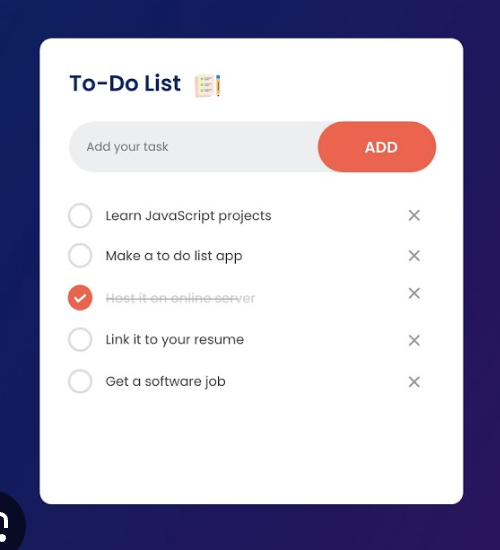 To-Do List
Add your task
ADD
Learn JavaScript projects
Make a to do list app
Host it on online server
Link it to your resume
Get a software job